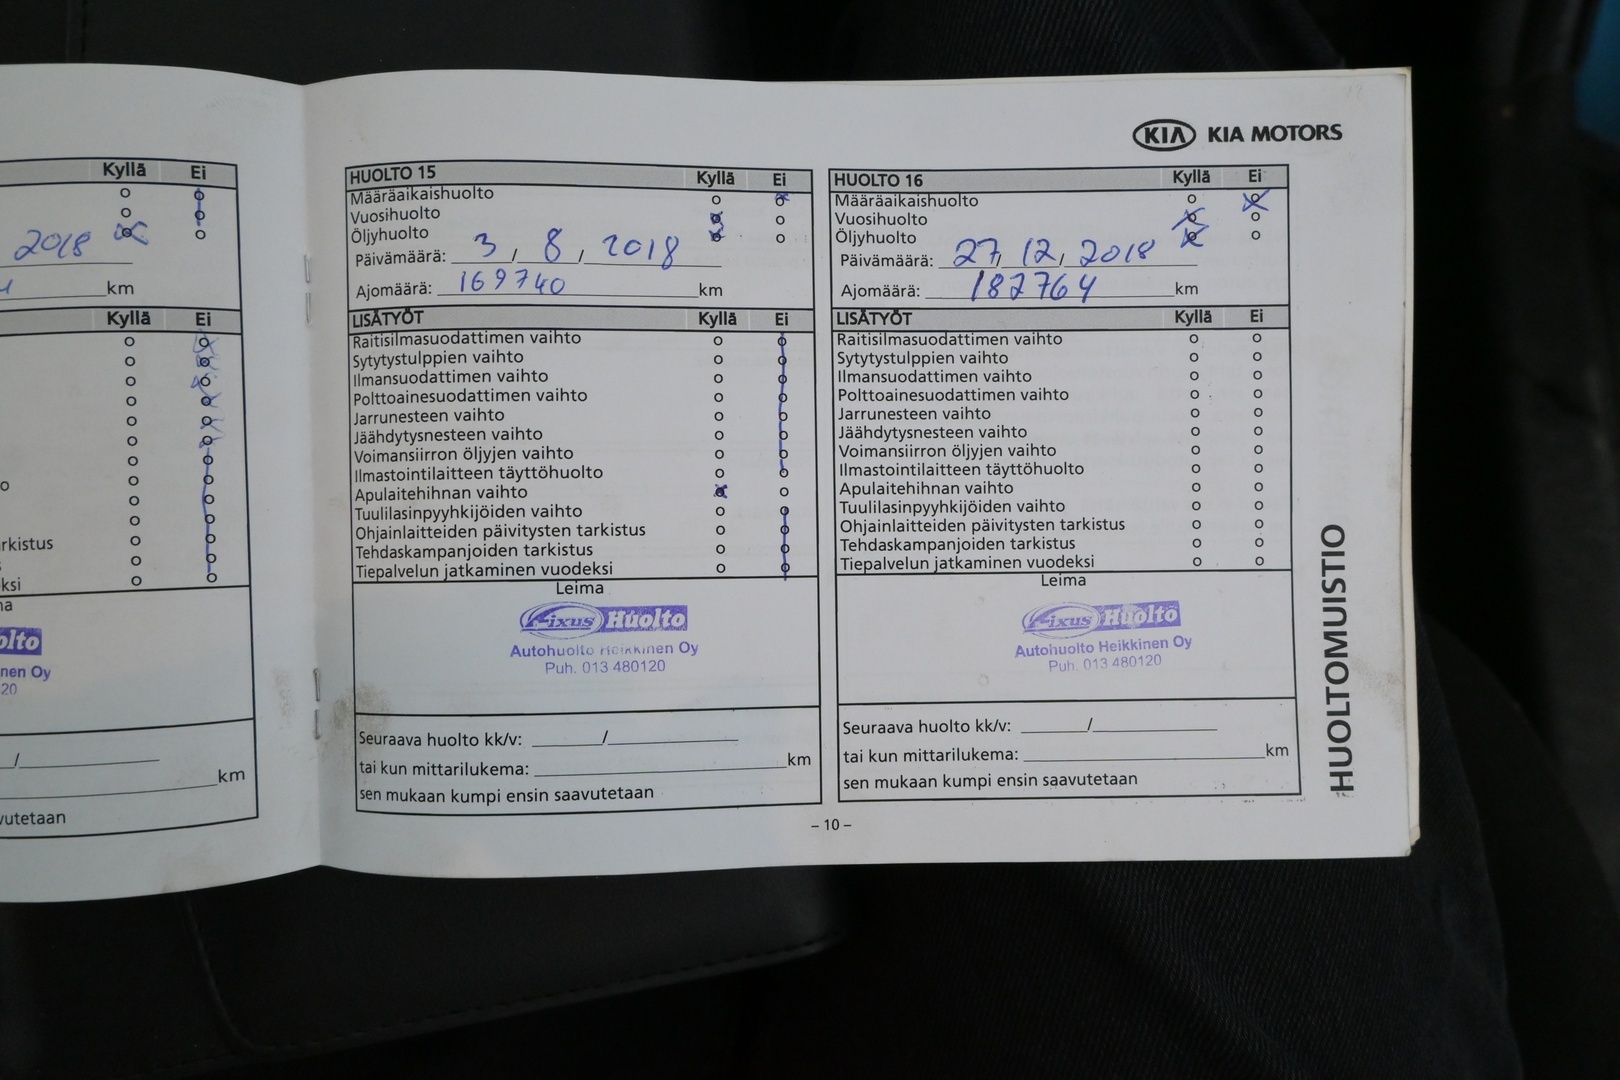 Kyllä Ei
2018
km
Kyllä Ei
o
rkistus
ksi
na
olto
nen Oy
20
/
km
vutetaan
KIA KIA MOTORS
HUOLTO 15 Kyllä Ei
Määräaikaishuolto
Vuosihuolto
Öljyhuolto
Päivämäärä: 3 / 8 / 2018
Ajomäärä: 169740 km
LISÄTYÖT Kyllä Ei
Raitisilmasuodattimen vaihto
Sytytystulppien vaihto
Ilmansuodattimen vaihto
Polttoainesuodattimen vaihto
Jarrunesteen vaihto
Jäähdytysnesteen vaihto
Voimansiirron öljyjen vaihto
Ilmastointilaitteen täyttöhuolto
Apulaitehihnan vaihto
Tuulilasinpyyhkijöiden vaihto
Ohjainlaitteiden päivitysten tarkistus
Tehdaskampanjoiden tarkistus
Tiepalvelun jatkaminen vuodeksi
Leima
Fixus Huolto
Autohuolto Heikkinen Oy
Puh. 013 480120
Seuraava huolto kk/v: /
tai kun mittarilukema: km
sen mukaan kumpi ensin saavutetaan
HUOLTO 16 Kyllä Ei
Määräaikaishuolto
Vuosihuolto
Öljyhuolto
Päivämäärä: 27 / 12 / 2018
Ajomäärä: 182764 km
LISÄTYÖT Kyllä Ei
Raitisilmasuodattimen vaihto
Sytytystulppien vaihto
Ilmansuodattimen vaihto
Polttoainesuodattimen vaihto
Jarrunesteen vaihto
Jäähdytysnesteen vaihto
Voimansiirron öljyjen vaihto
Ilmastointilaitteen täyttöhuolto
Apulaitehihnan vaihto
Tuulilasinpyyhkijöiden vaihto
Ohjainlaitteiden päivitysten tarkistus
Tehdaskampanjoiden tarkistus
Tiepalvelun jatkaminen vuodeksi
Leima
Fixus Huolto
Autohuolto Heikkinen Oy
Puh. 013 480120
Seuraava huolto kk/v: /
tai kun mittarilukema: km
sen mukaan kumpi ensin saavutetaan
HUOLTOMUISTIO
– 10 –